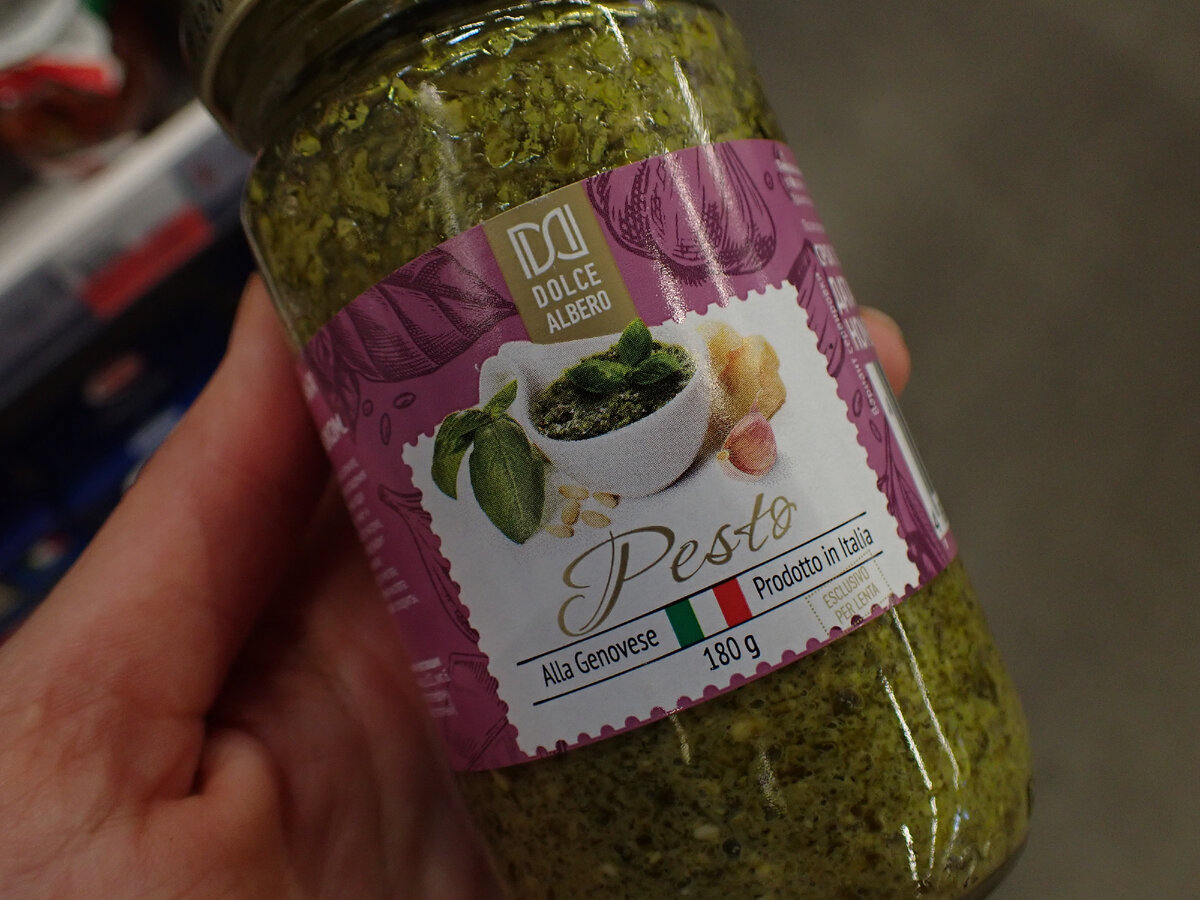 DOLCE
ALBERO
Pesto
Alla Genovese
Prodotto in Italia
180 g
ESCLUSIVO
PER LENTA